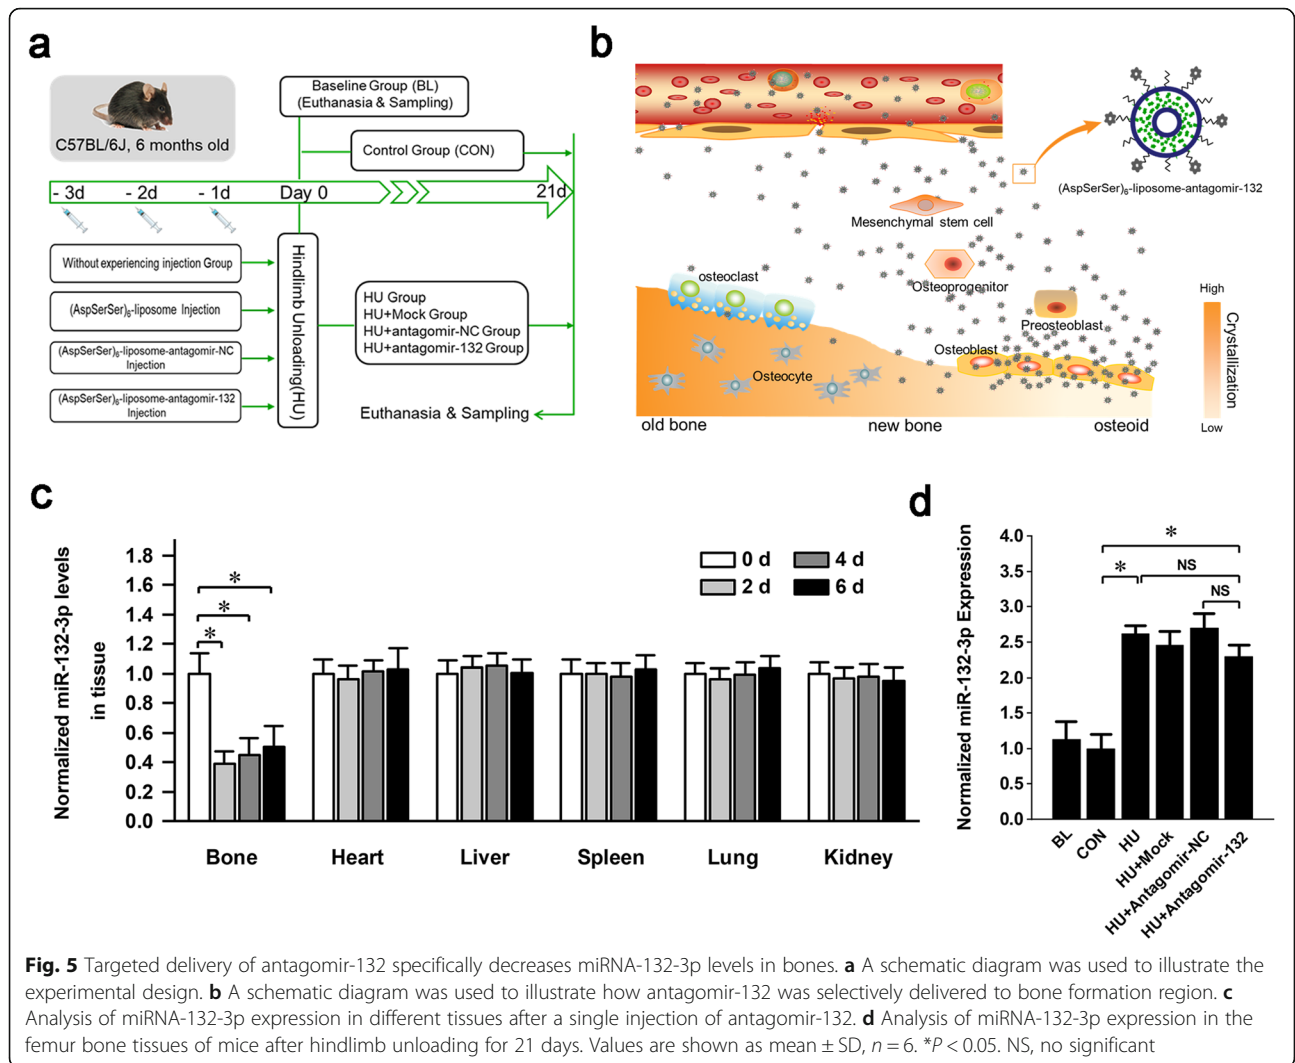 a
C57BL/6J, 6 months old
Baseline Group (BL)
(Euthanasia & Sampling)
Control Group (CON)
- 3d - 2d - 1d Day 0 21d
Without experiencing injection Group
(AspSerSer)6-liposome Injection
(AspSerSer)6-liposome-antagomir-NC
Injection
(AspSerSer)6-liposome-antagomir-132
Injection
Hindlimb Unloading(HU)
HU Group
HU+Mock Group
HU+antagomir-NC Group
HU+antagomir-132 Group
Euthanasia & Sampling
b
(AspSerSer)6-liposome-antagomir-132
Mesenchymal stem cell
osteoclast
Osteoprogenitor
Preosteoblast
Osteoblast
Osteocyte
old bone new bone osteoid
High
Crystallization
Low
c
Normalized miR-132-3p levels
in tissue
1.8
1.6
1.4
1.2
1.0
0.8
0.6
0.4
0.2
0.0
*
*
*
0 d 4 d
2 d 6 d
Bone Heart Liver Spleen Lung Kidney
d
Normalized miR-132-3p Expression
4.0
3.5
3.0
2.5
2.0
1.5
1.0
0.5
0.0
*
* NS
NS
BL
CON
HU
HU+Mock
HU+Antagomir-NC
HU+Antagomir-132
Fig. 5 Targeted delivery of antagomir-132 specifically decreases miRNA-132-3p levels in bones. a A schematic diagram was used to illustrate the
experimental design. b A schematic diagram was used to illustrate how antagomir-132 was selectively delivered to bone formation region. c
Analysis of miRNA-132-3p expression in different tissues after a single injection of antagomir-132. d Analysis of miRNA-132-3p expression in the
femur bone tissues of mice after hindlimb unloading for 21 days. Values are shown as mean ± SD, n = 6. *P < 0.05. NS, no significant